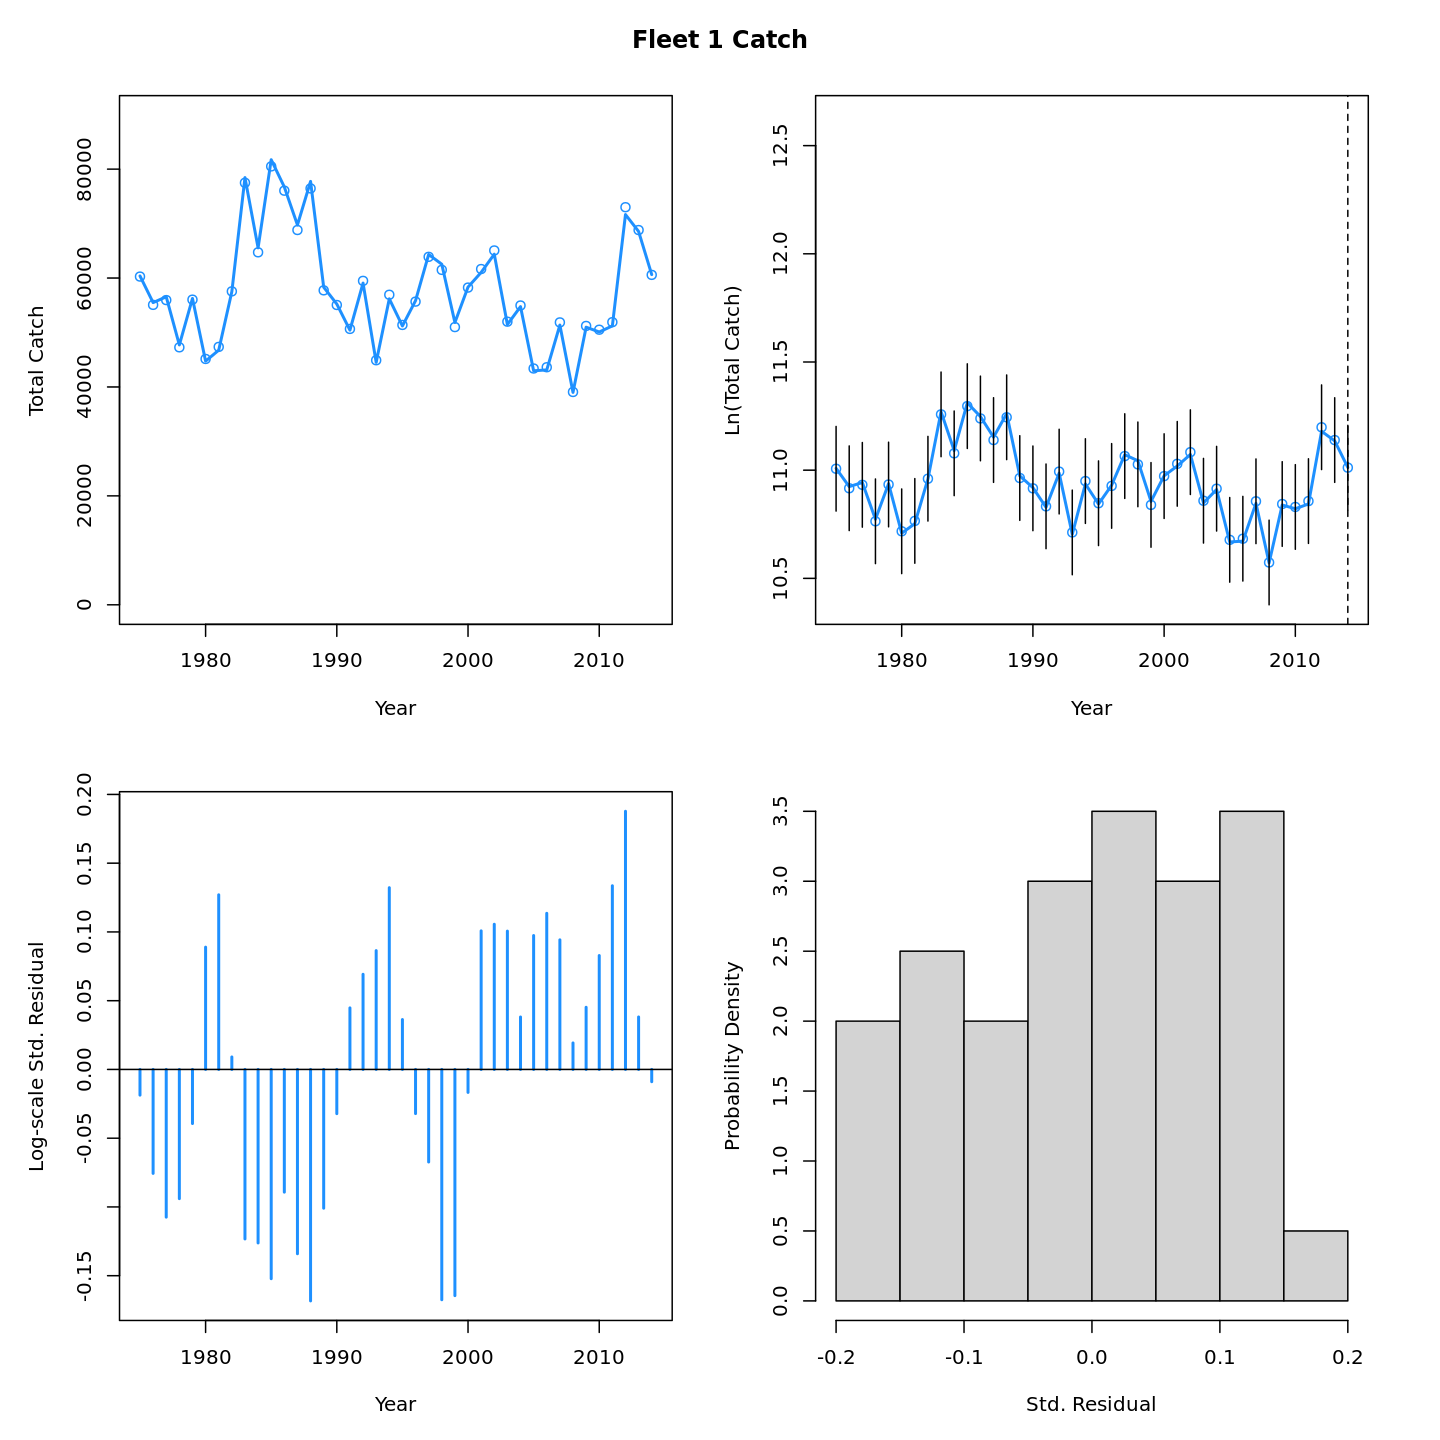 Fleet 1 Catch
Total Catch
0 20000 40000 60000 80000
1980 1990 2000 2010
Year
Ln(Total Catch)
10.5 11.0 11.5 12.0 12.5
1980 1990 2000 2010
Year
Log-scale Std. Residual
-0.15 -0.05 0.00 0.05 0.10 0.15 0.20
1980 1990 2000 2010
Year
Probability Density
0.0 0.5 1.0 1.5 2.0 2.5 3.0 3.5
-0.2 -0.1 0.0 0.1 0.2
Std. Residual